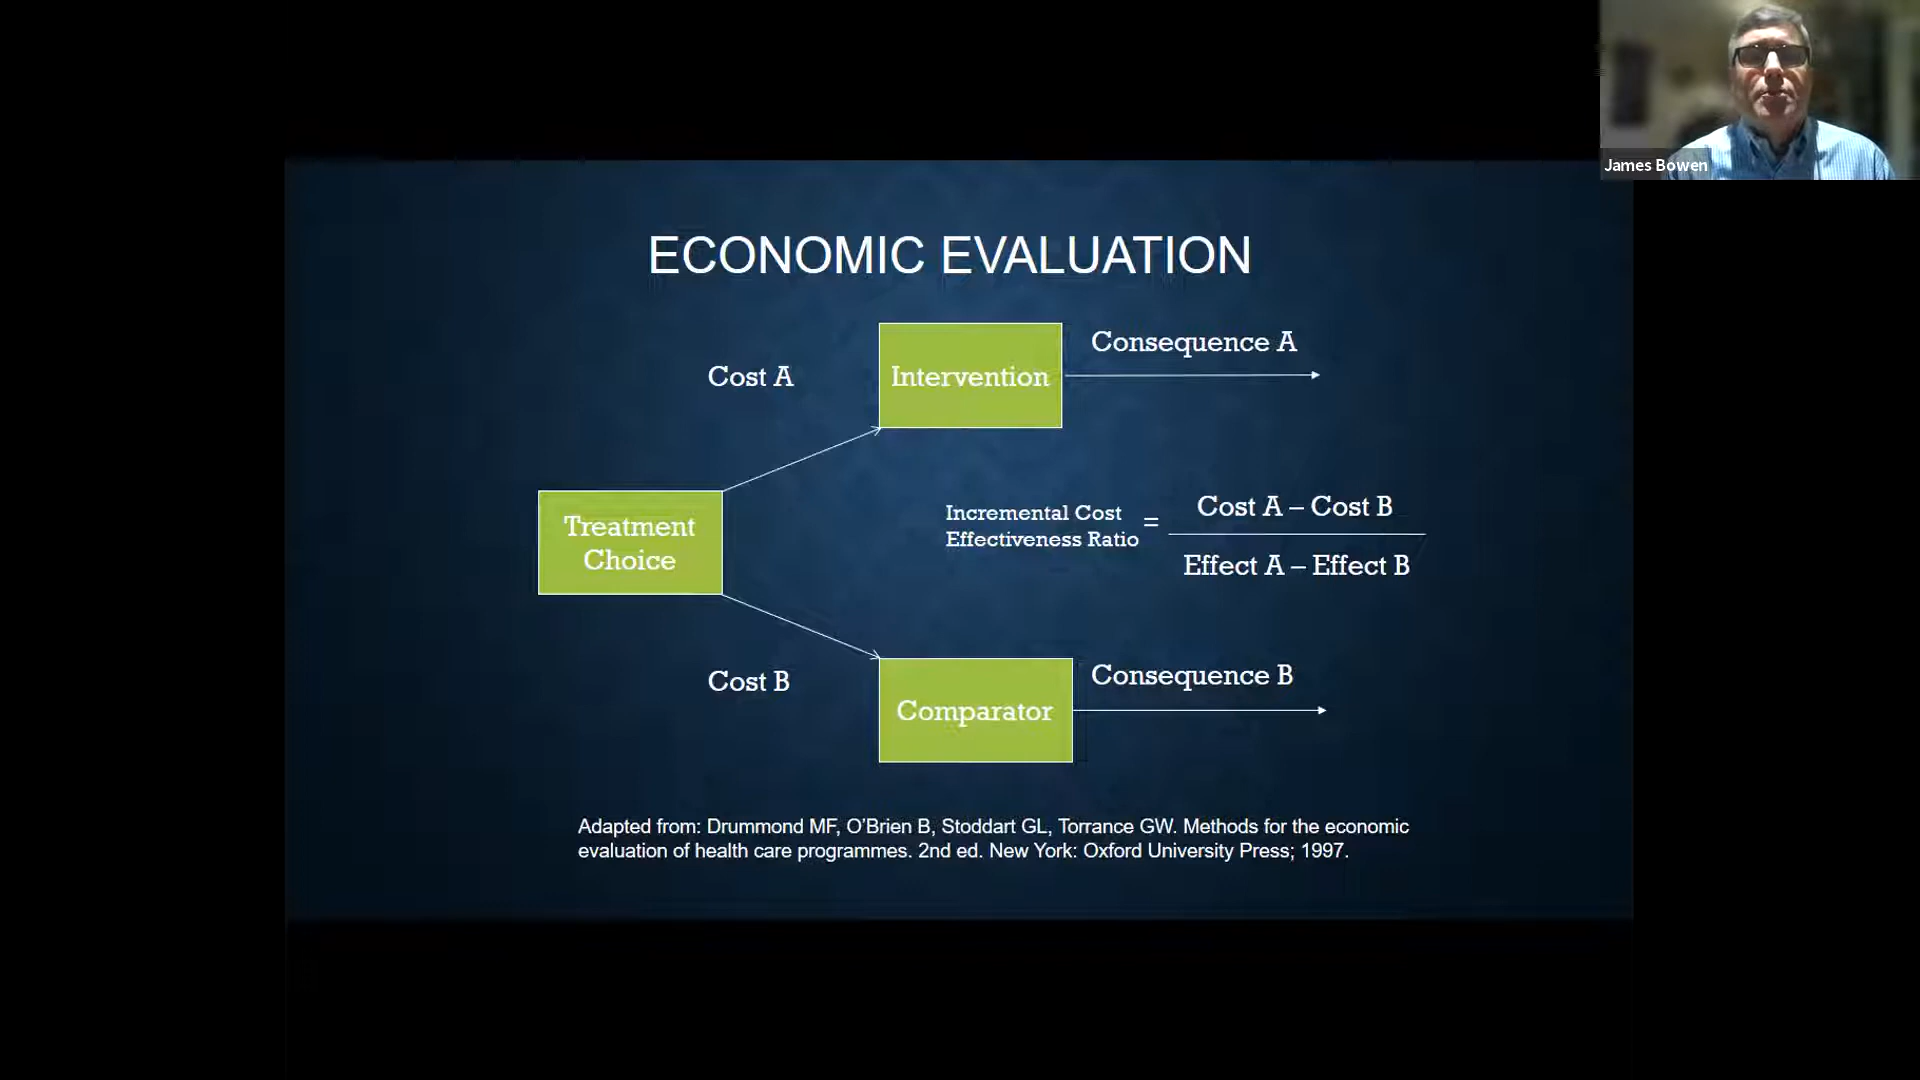 James Bowen
ECONOMIC EVALUATION
Cost A
Intervention
Consequence A
Treatment
Choice
Incremental Cost
Effectiveness Ratio
=
Cost A – Cost B
Effect A – Effect B
Cost B
Comparator
Consequence B
Adapted from: Drummond MF, O'Brien B, Stoddart GL, Torrance GW. Methods for the economic
evaluation of health care programmes. 2nd ed. New York: Oxford University Press; 1997.